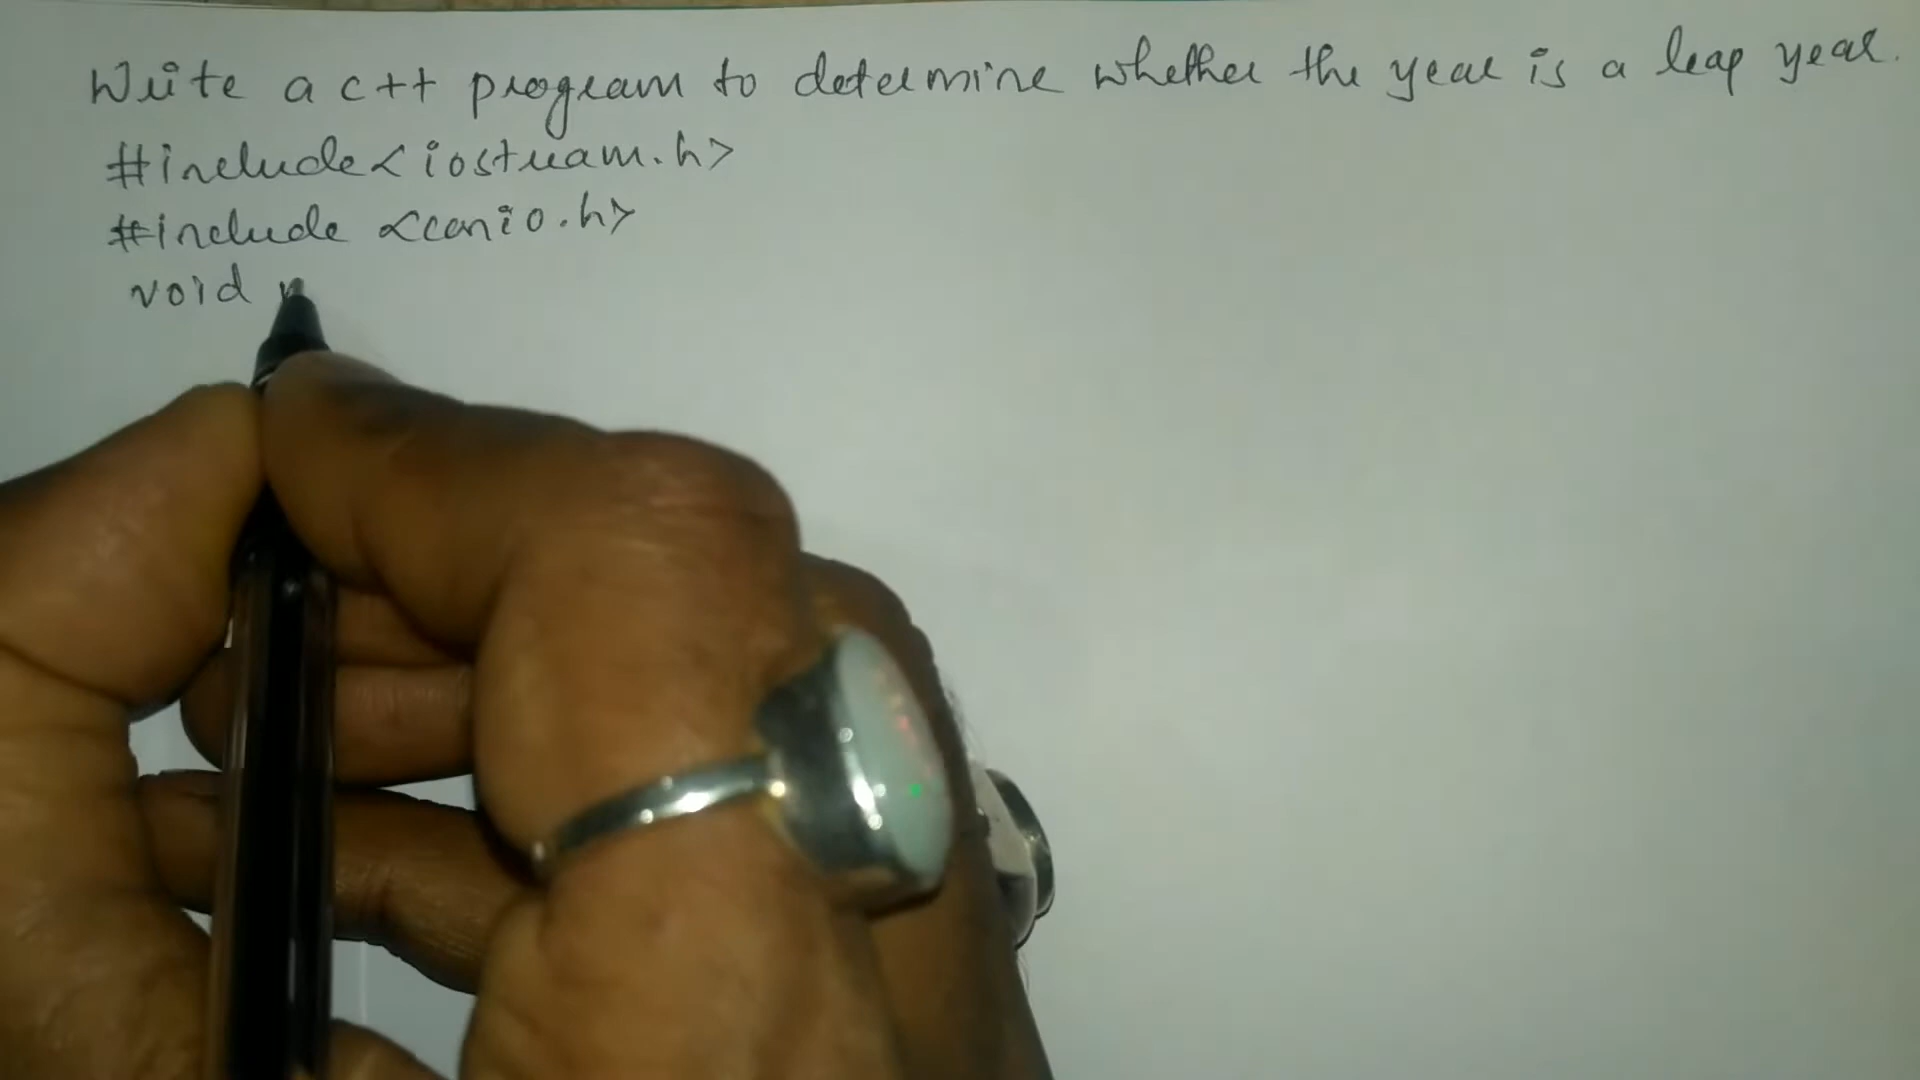 Write a c++ program to determine whether the year is a leap year.
#include<iostream.h>
#include <conio.h>
void